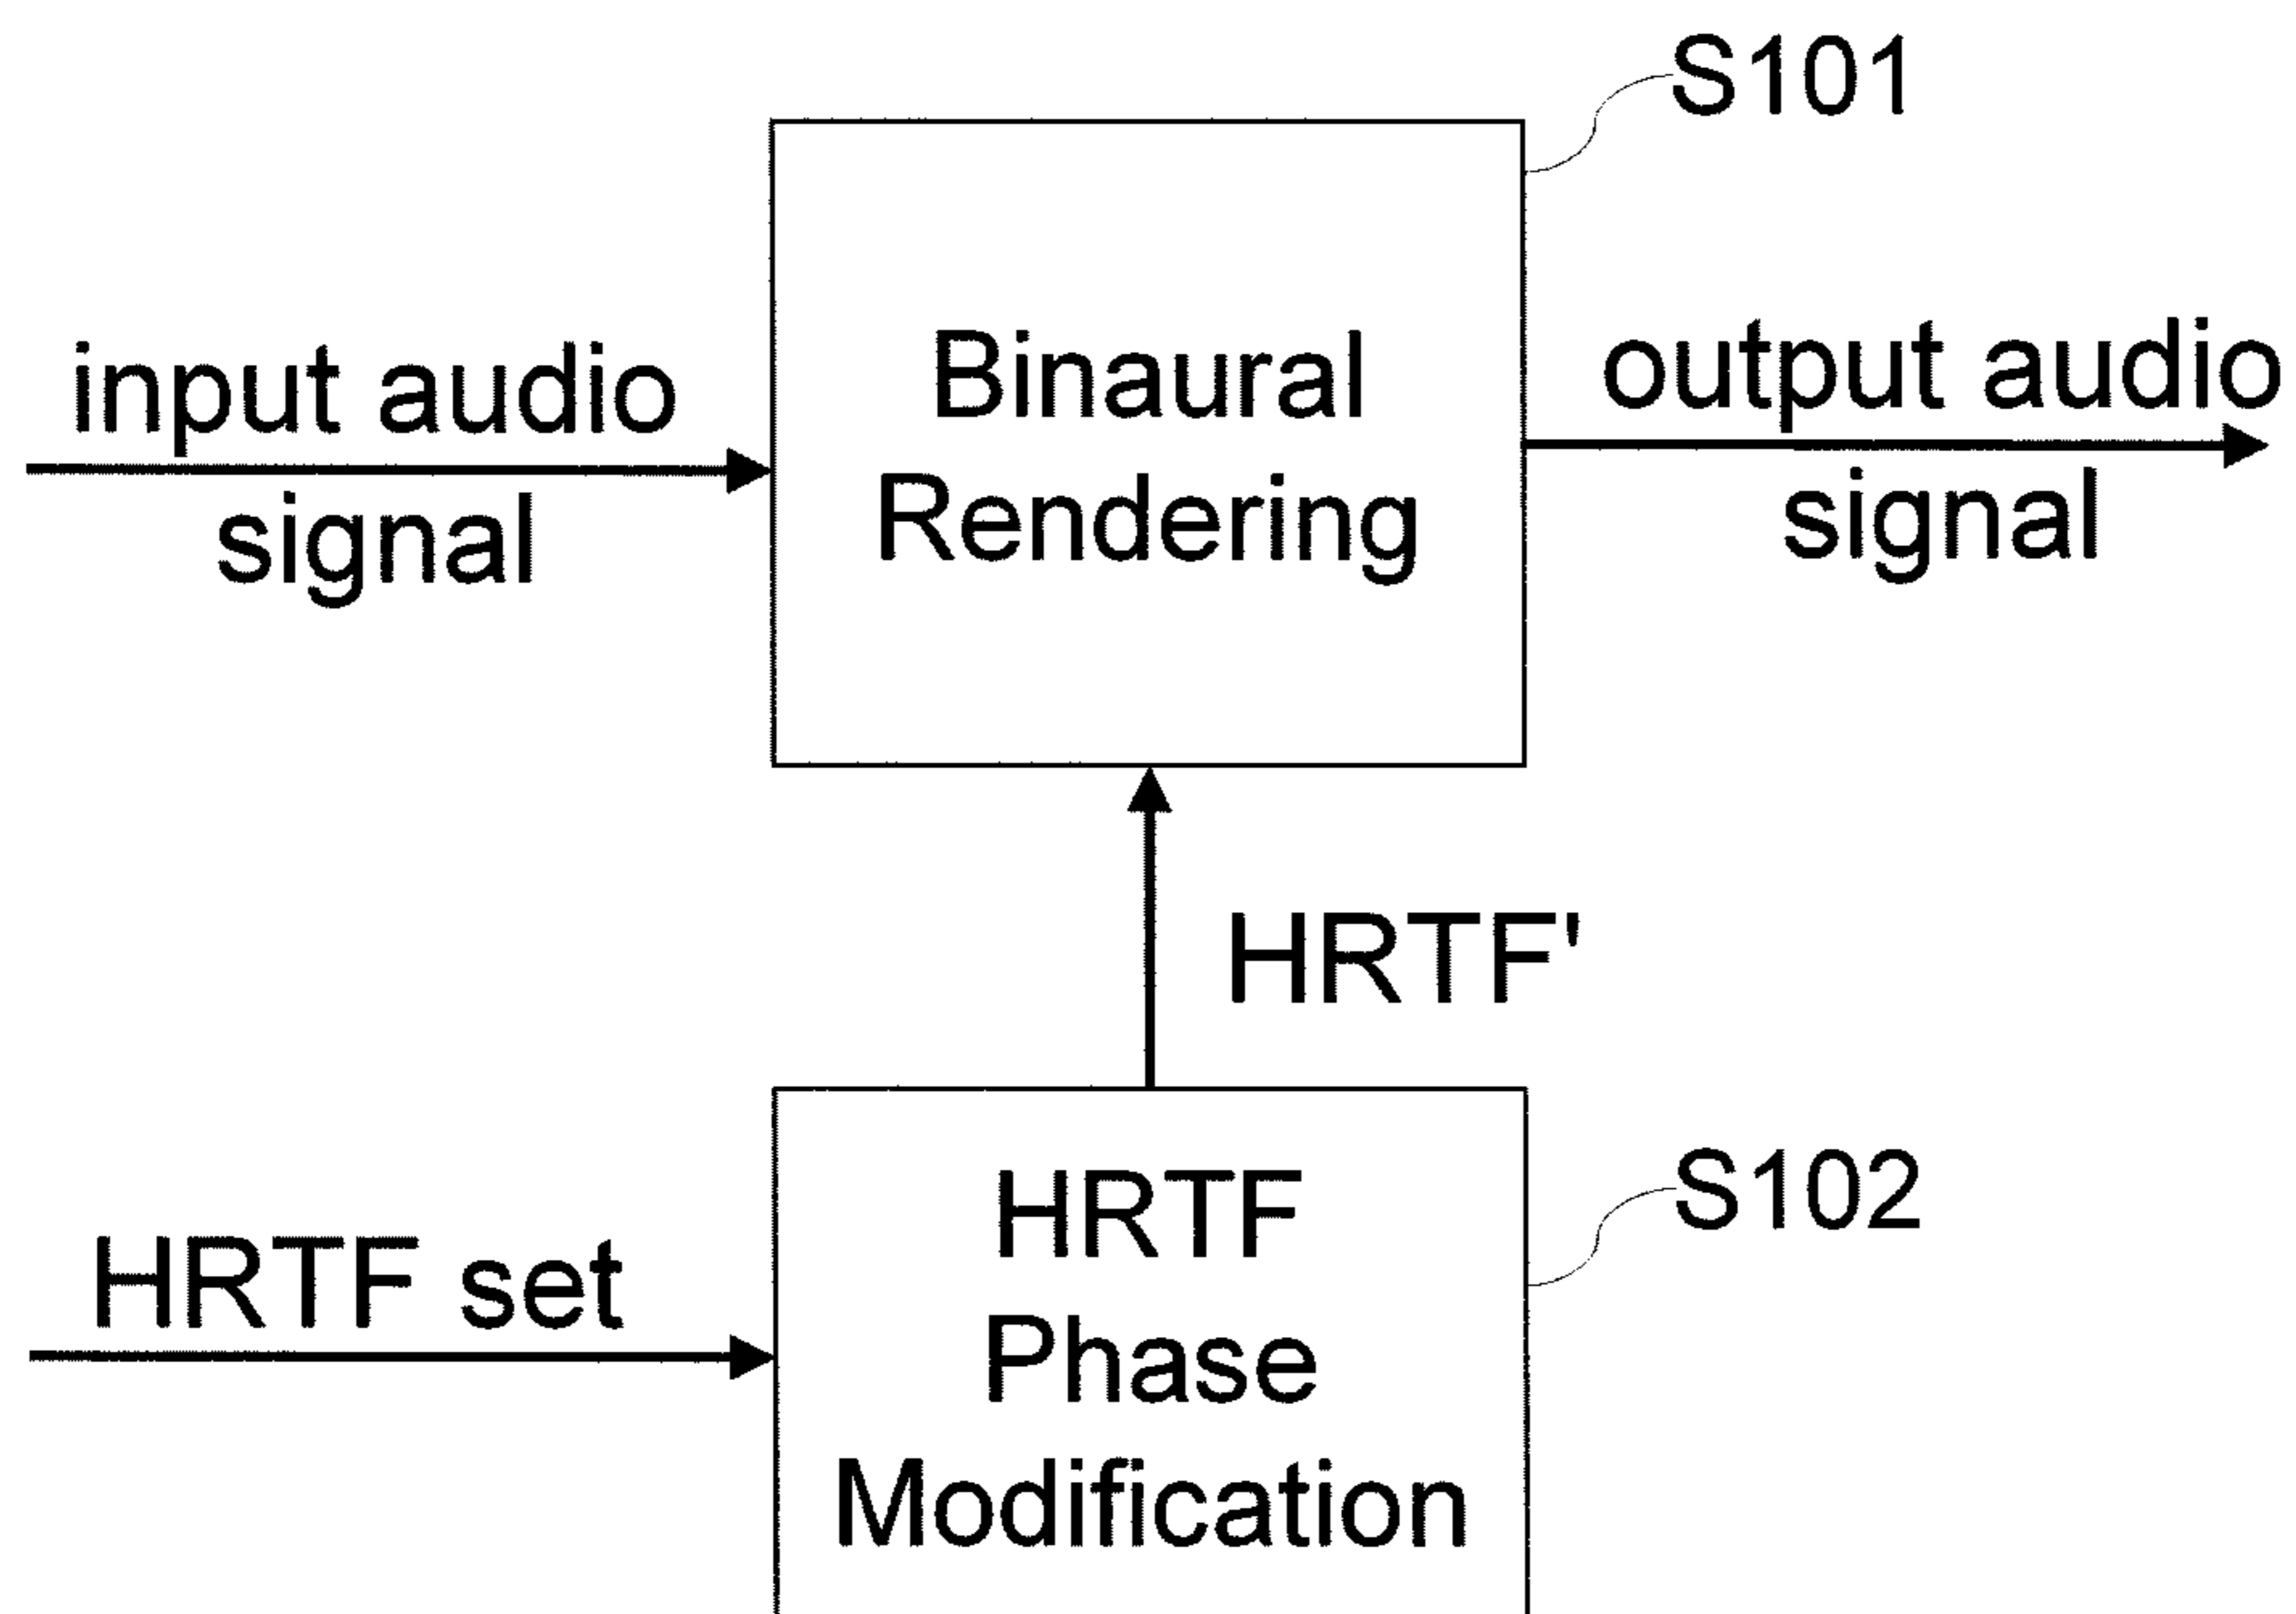 S101
input audio
signal
Binaural
Rendering
output audio
signal
HRTF'
HRTF set
HRTF
Phase
Modification
S102